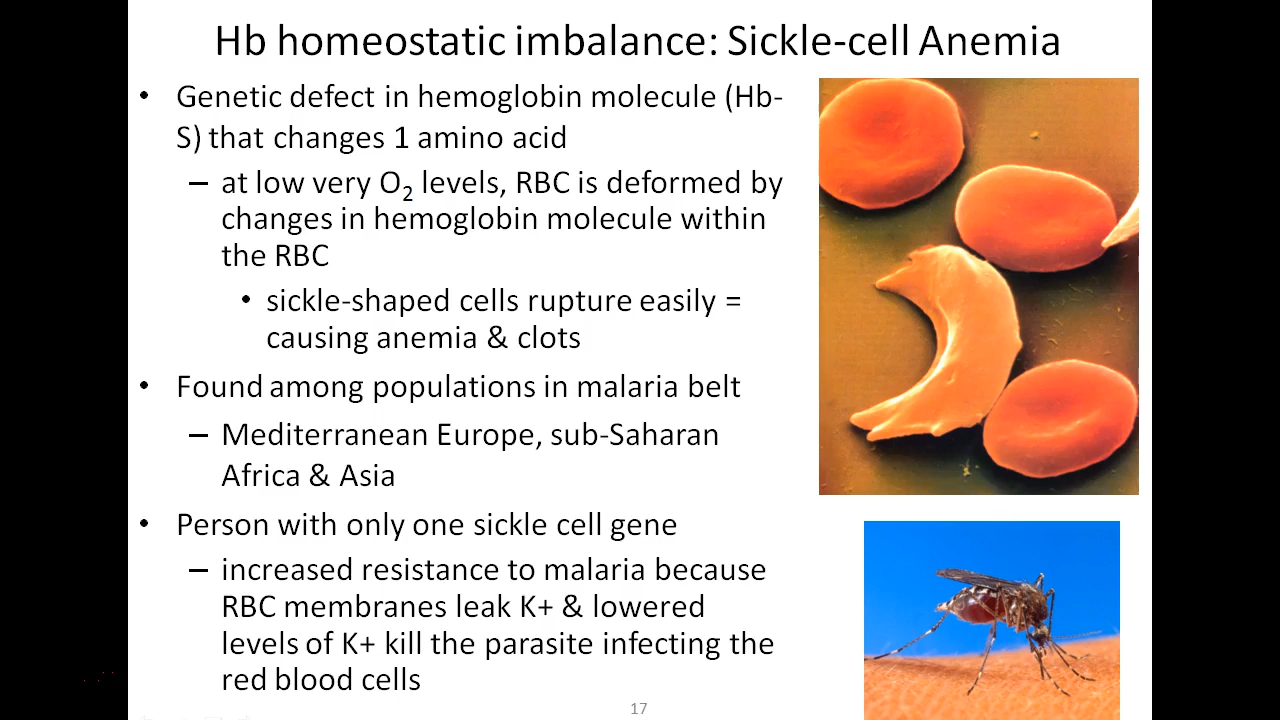 Hb homeostatic imbalance: Sickle-cell Anemia
• Genetic defect in hemoglobin molecule (Hb-
S) that changes 1 amino acid
– at low very O₂ levels, RBC is deformed by
changes in hemoglobin molecule within
the RBC
• sickle-shaped cells rupture easily =
causing anemia & clots
• Found among populations in malaria belt
– Mediterranean Europe, sub-Saharan
Africa & Asia
• Person with only one sickle cell gene
– increased resistance to malaria because
RBC membranes leak K+ & lowered
levels of K+ kill the parasite infecting the
red blood cells
17